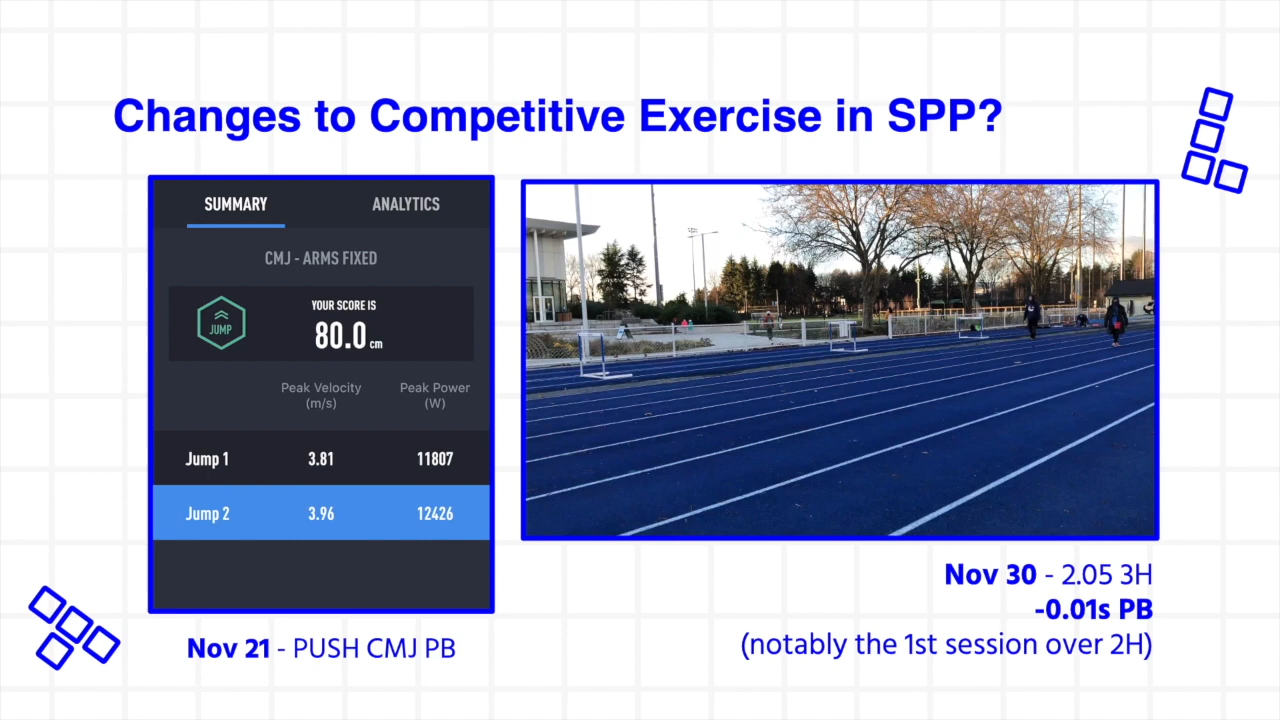 Changes to Competitive Exercise in SPP?
SUMMARY ANALYTICS
CMJ - ARMS FIXED
JUMP
YOUR SCORE IS
80.0 cm
Peak Velocity (m/s) Peak Power (W)
Jump 1 3.81 11807
Jump 2 3.96 12426
Nov 21 - PUSH CMJ PB
Nov 30 - 2.05 3H
-0.01s PB
(notably the 1st session over 2H)